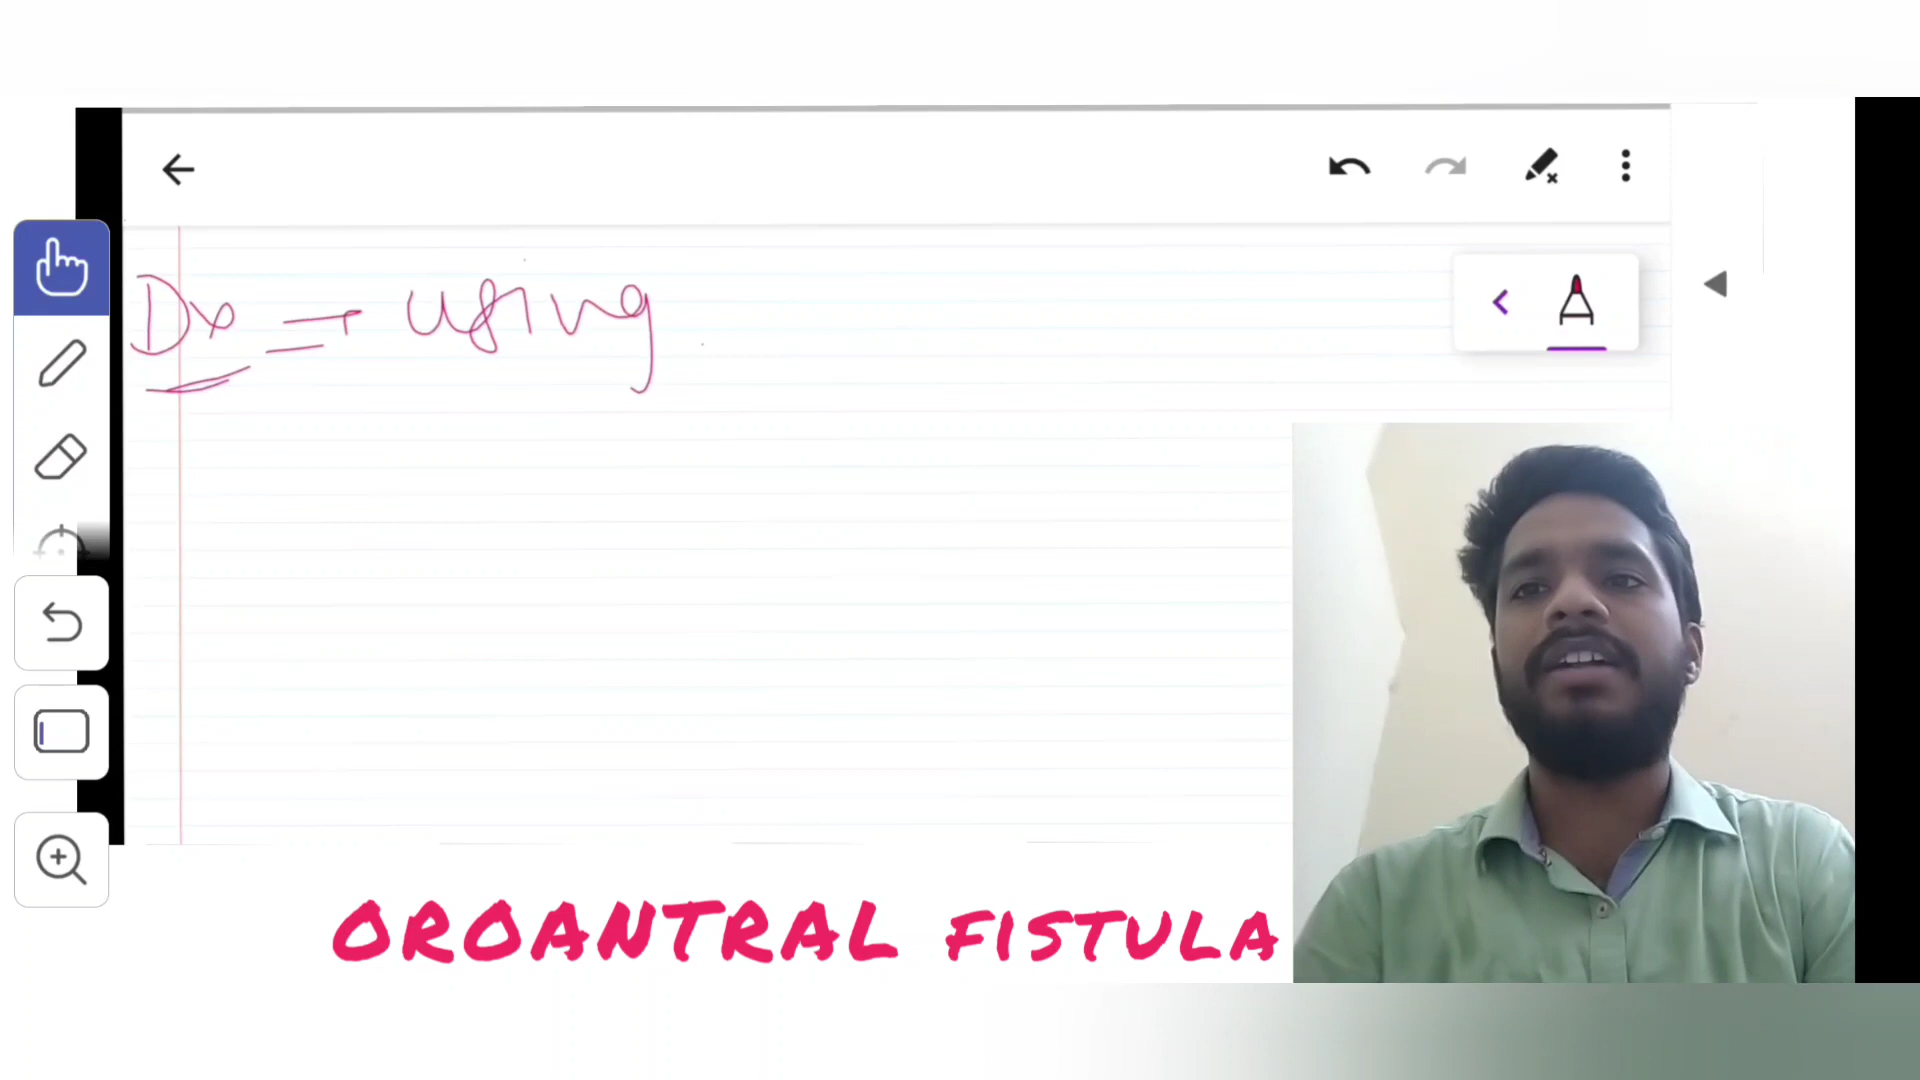 Dx = using
OROANTRAL FISTULA